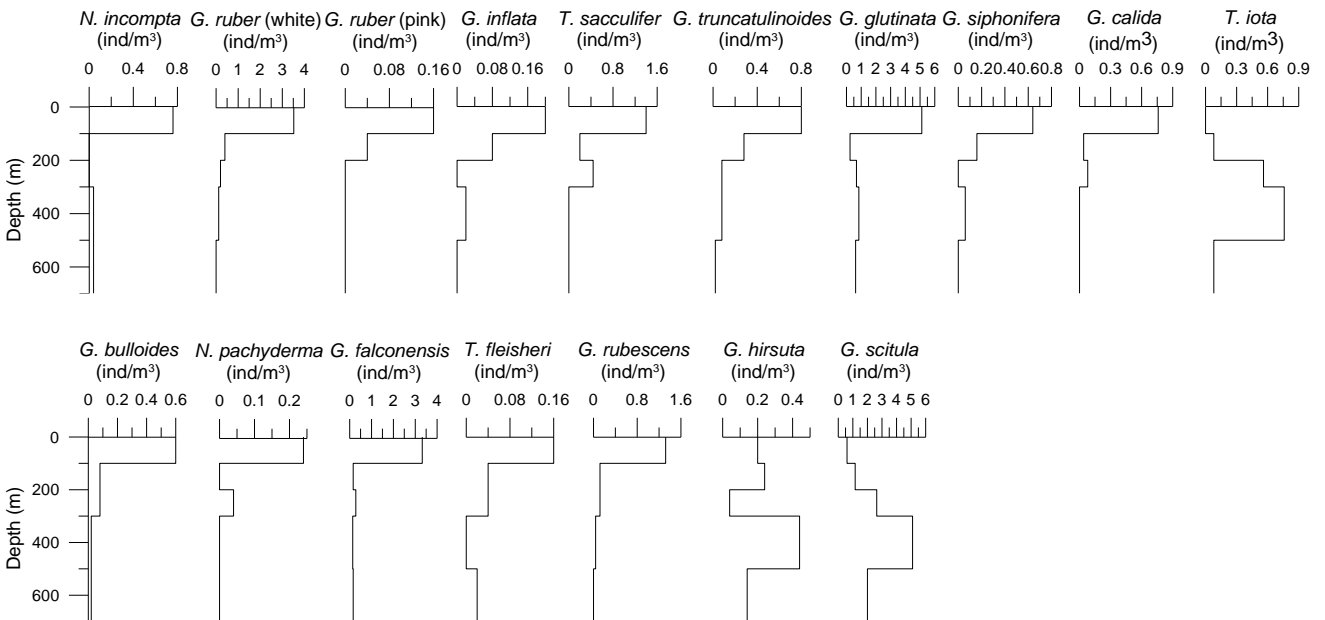 N. incompta G. ruber (white) G. ruber (pink) G. inflata T. sacculifer G. truncatulinoides G. glutinata G. siphonifera G. calida T. iota
(ind/m³) (ind/m³) (ind/m³) (ind/m³) (ind/m³) (ind/m³) (ind/m³) (ind/m³) (ind/m³) (ind/m³)
0 0.4 0.8 0 1 2 3 4 0 0.08 0.16 0 0.08 0.16 0 0.8 1.6 0 0.4 0.8 0 1 2 3 4 5 6 0 0.20 0.40 0.60 0.8 0 0.3 0.6 0.9 0 0.3 0.6 0.9
0
200
400
600
Depth (m)
G. bulloides N. pachyderma G. falconensis T. fleisheri G. rubescens G. hirsuta G. scitula
(ind/m³) (ind/m³) (ind/m³) (ind/m³) (ind/m³) (ind/m³) (ind/m³)
0 0.2 0.4 0.6 0 0.1 0.2 0 1 2 3 4 0 0.08 0.16 0 0.8 1.6 0 0.2 0.4 0 1 2 3 4 5 6
0
200
400
600
Depth (m)